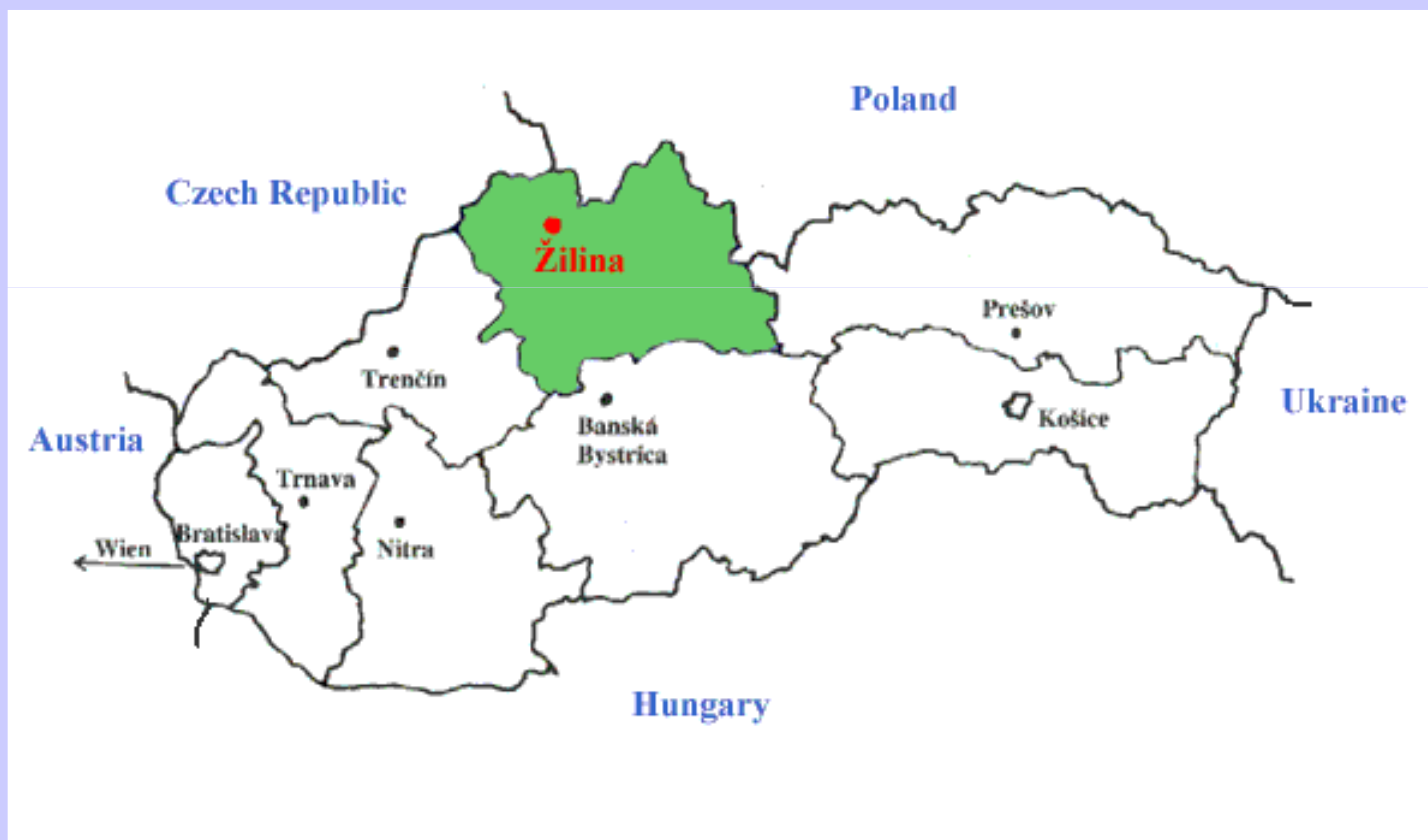 Poland
Czech Republic
Žilina
Prešov
Trenčín
Ukraine
Košice
Banská
Bystrica
Austria
Trnava
Bratislava
Wien
Nitra
Hungary